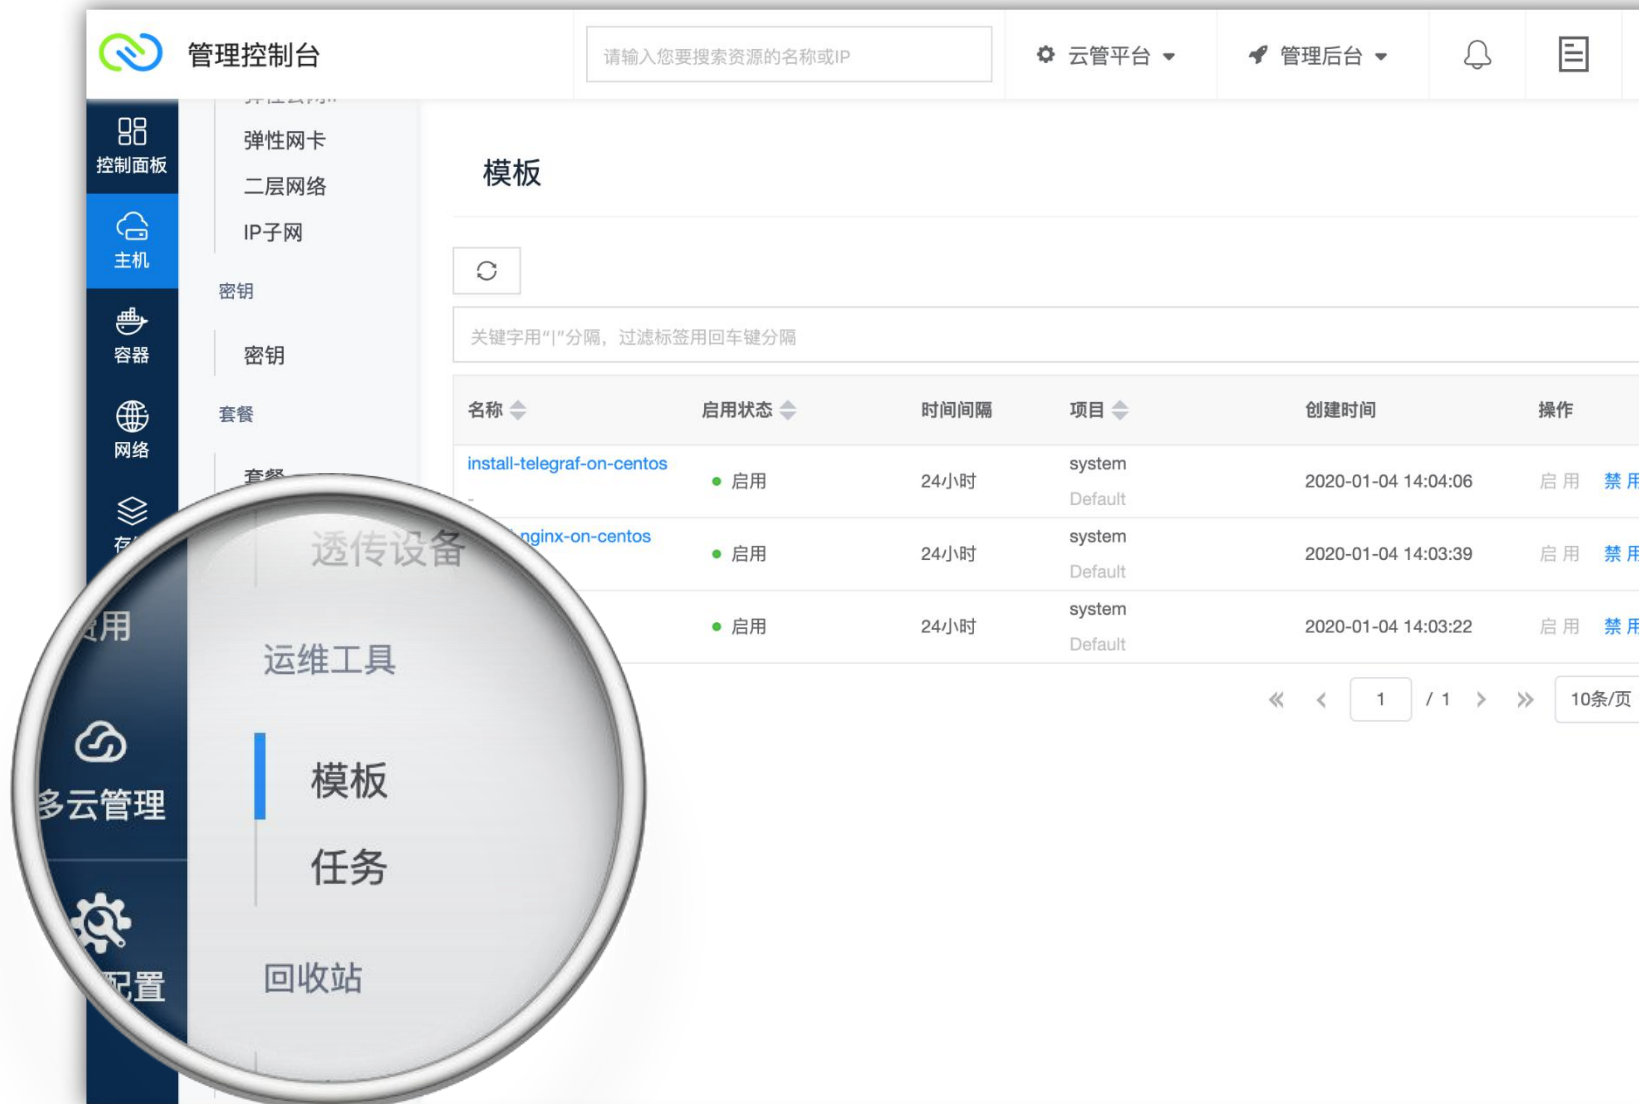 管理控制台
请输入您要搜索资源的名称或IP
云管平台
管理后台
控制面板
主机
容器
网络
弹性网卡
二层网络
IP子网
密钥
密钥
套餐
套餐
模板
关键字用“|”分隔，过滤标签用回车键分隔
名称 启用状态 时间间隔 项目 创建时间 操作
install-telegraf-on-centos 启用 24小时 system 2020-01-04 14:04:06 启用 禁用
-
Default
nginx-on-centos 启用 24小时 system 2020-01-04 14:03:39 启用 禁用
Default
启用 24小时 system 2020-01-04 14:03:22 启用 禁用
Default
1 / 1 10条/页
透传设备
运维工具
模板
任务
回收站
费用
多云管理
配置